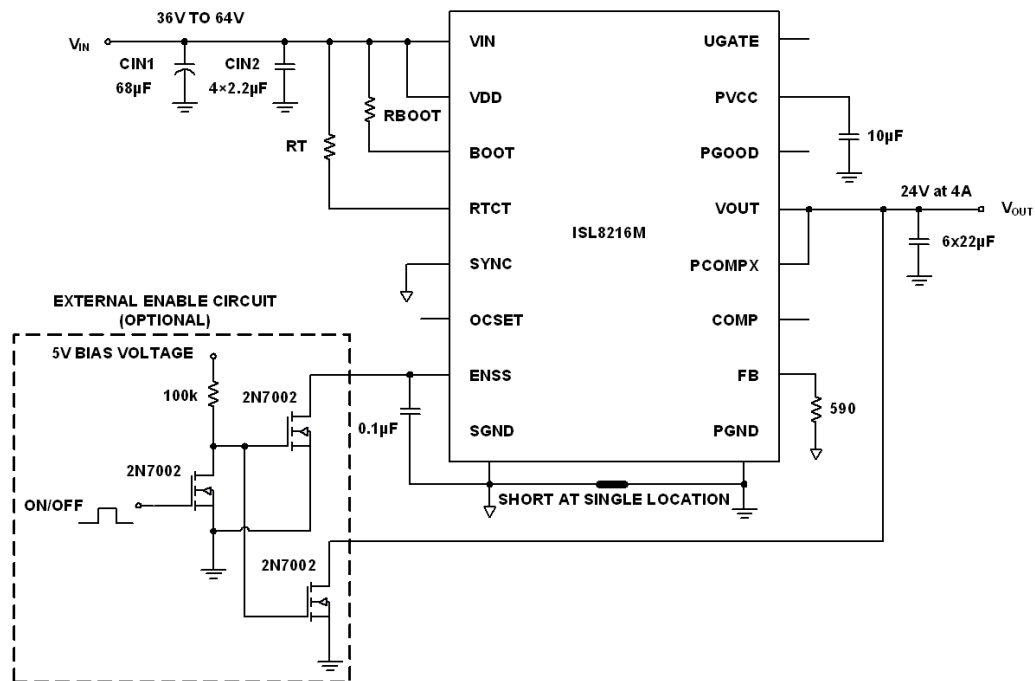 36V TO 64V
VIN
CIN1
68µF
CIN2
4×2.2µF
RT
RBOOT
VIN
VDD
BOOT
RTCT
SYNC
OCSET
ENSS
SGND
ISL8216M
UGATE
PVCC
PGOOD
VOUT
PCOMPX
COMP
FB
PGND
10µF
24V at 4A
VOUT
6x22µF
590
0.1µF
SHORT AT SINGLE LOCATION
EXTERNAL ENABLE CIRCUIT
(OPTIONAL)
5V BIAS VOLTAGE
100k
2N7002
2N7002
ON/OFF
2N7002